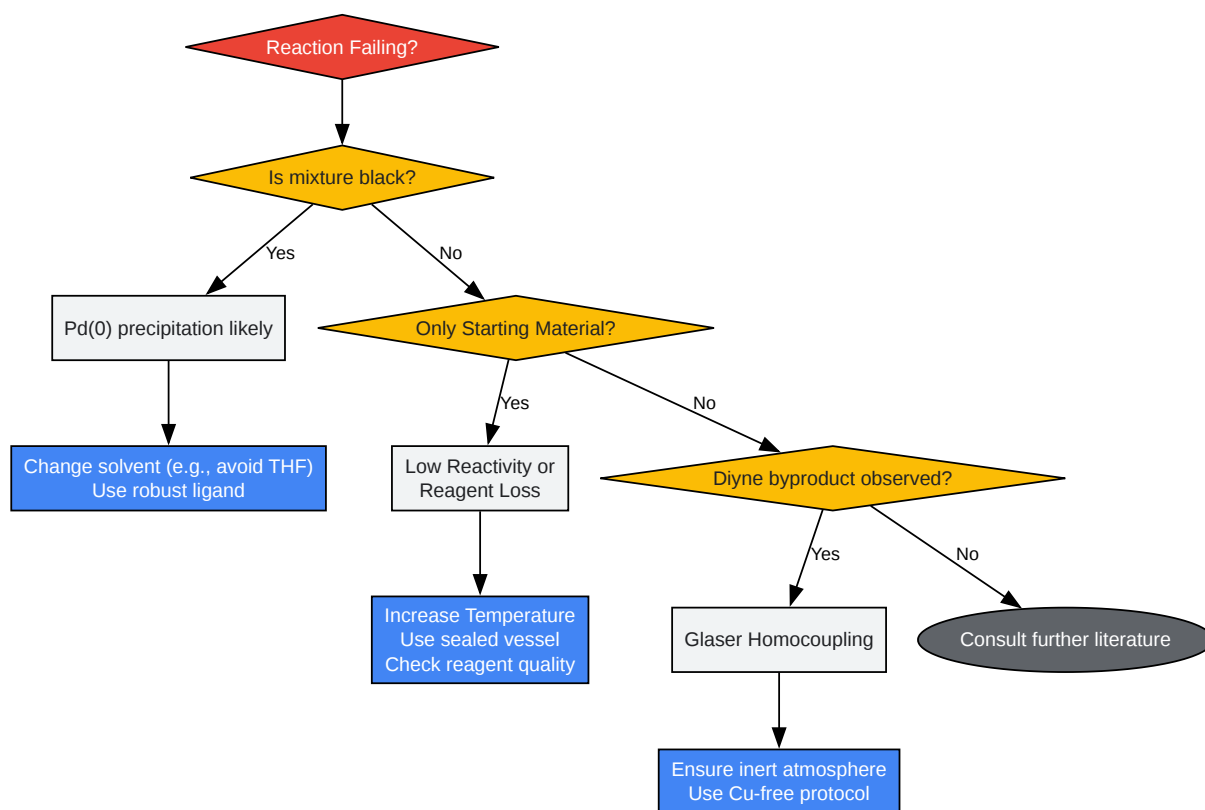 Reaction Failing?
Is mixture black?
Yes
No
Pd(0) precipitation likely
Only Starting Material?
Yes
No
Change solvent (e.g., avoid THF)
Use robust ligand
Low Reactivity or
Reagent Loss
Diyne byproduct observed?
Yes
No
Increase Temperature
Use sealed vessel
Check reagent quality
Glaser Homocoupling
Consult further literature
Ensure inert atmosphere
Use Cu-free protocol